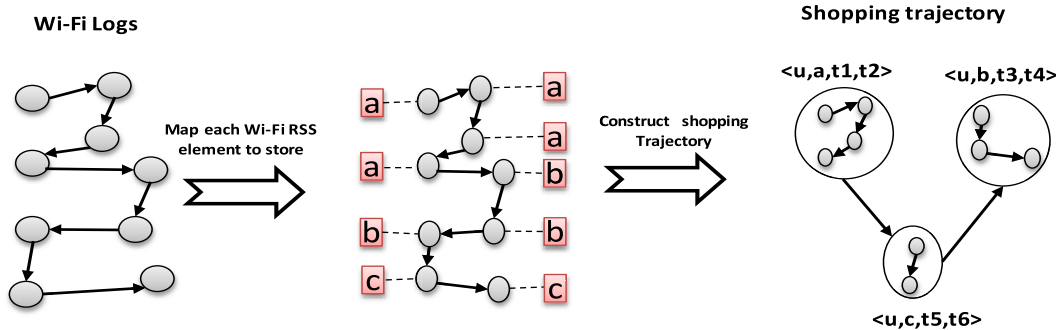 Wi-Fi Logs
Map each Wi-Fi RSS
element to store
a
a
a
a
b
b
b
c
c
Construct shopping
Trajectory
Shopping trajectory
<u,a,t1,t2>
<u,b,t3,t4>
<u,c,t5,t6>